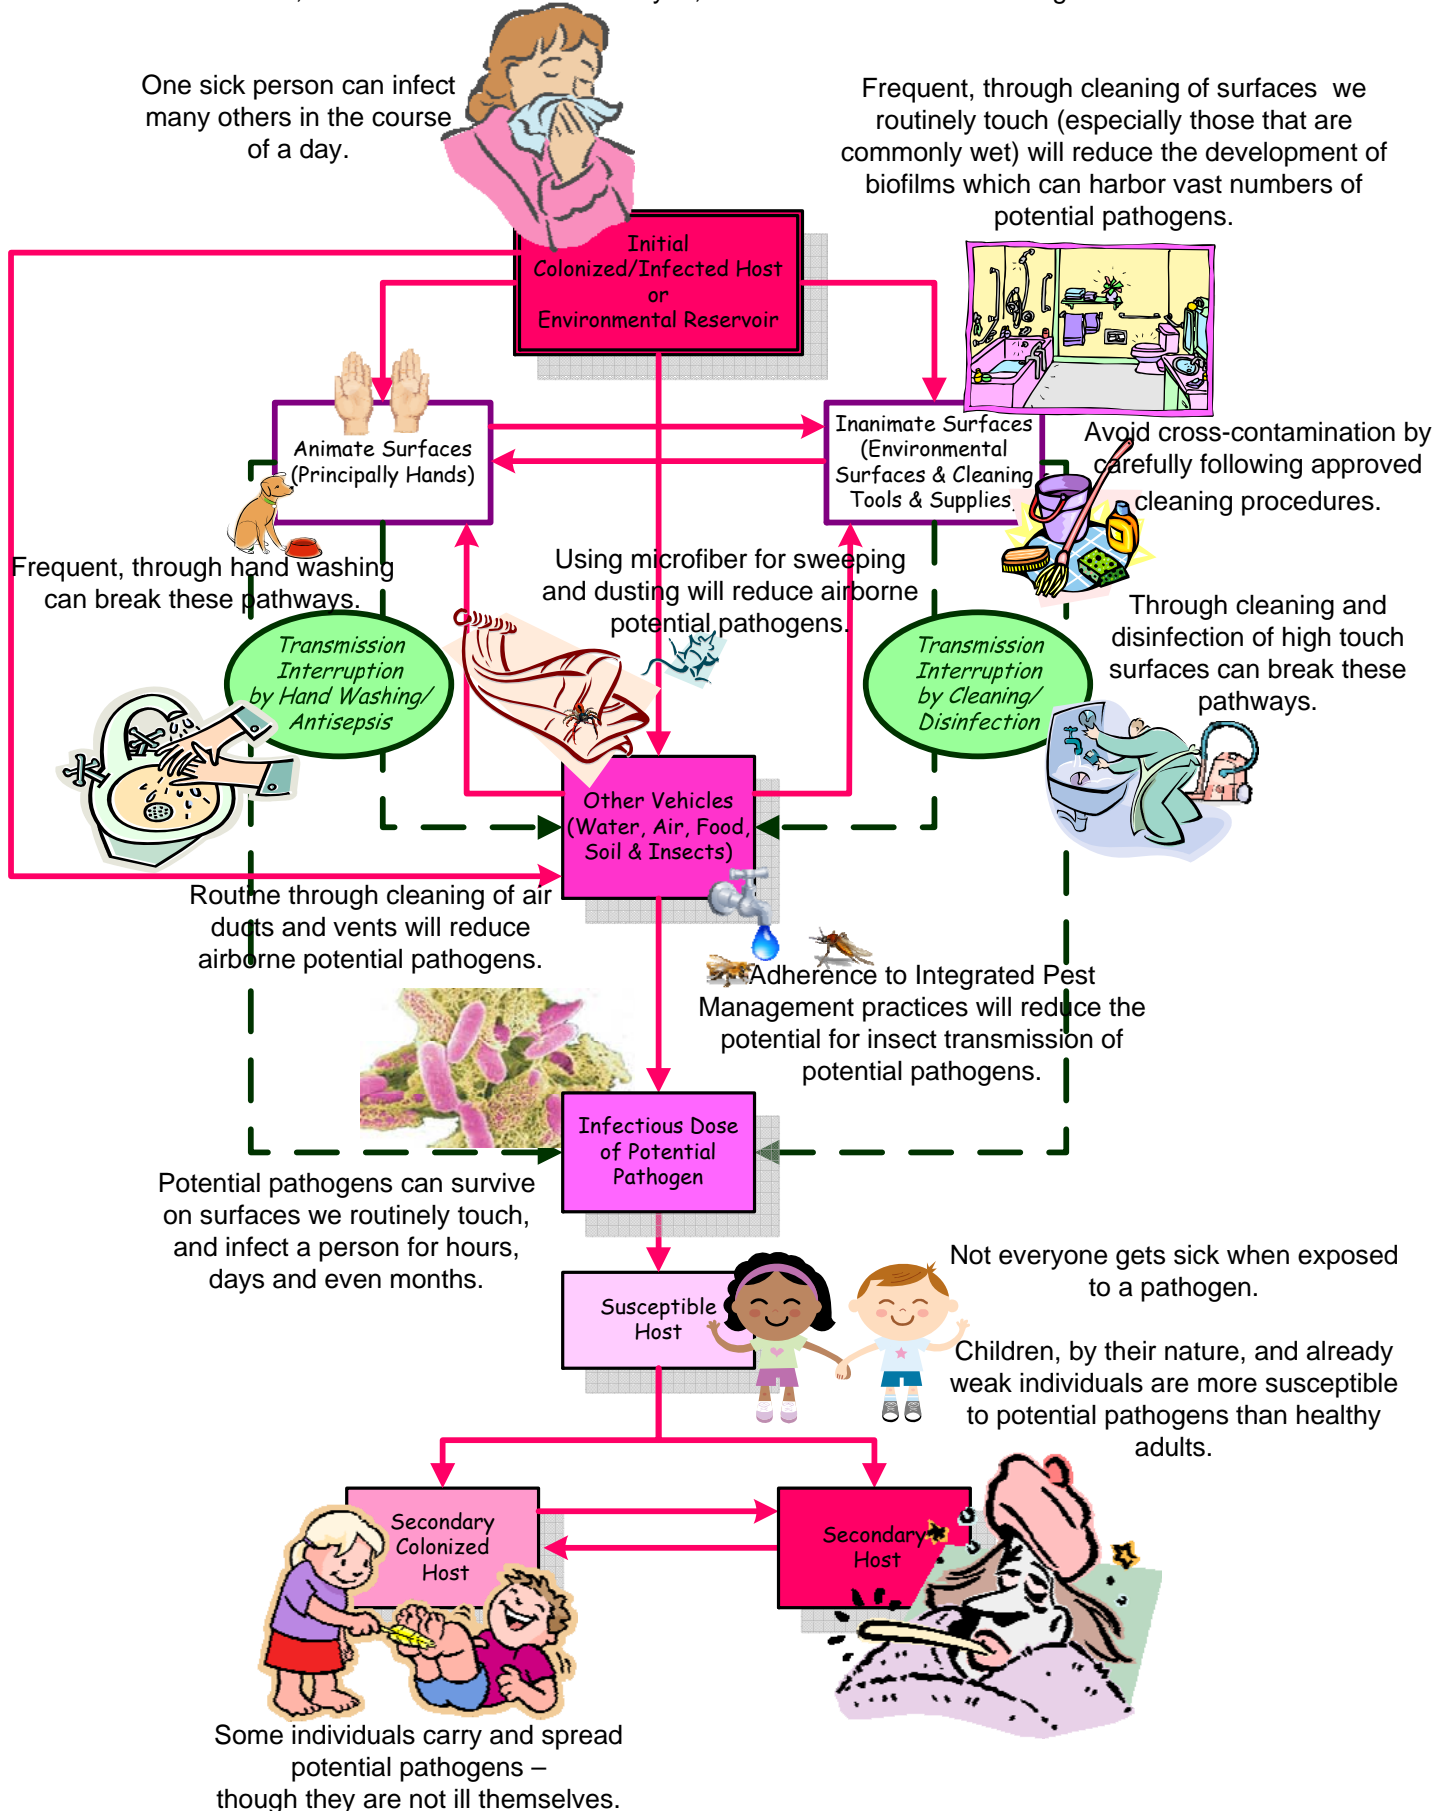 One sick person can infect
many others in the course
of a day.
Frequent, through cleaning of surfaces we
routinely touch (especially those that are
commonly wet) will reduce the development of
biofilms which can harbor vast numbers of
potential pathogens.
Initial
Colonized/Infected Host
or
Environmental Reservoir
Animate Surfaces
(Principally Hands)
Inanimate Surfaces
(Environmental
Surfaces & Cleaning
Tools & Supplies
Avoid cross-contamination by
carefully following approved
cleaning procedures.
Frequent, through hand washing
can break these pathways.
Using microfiber for sweeping
and dusting will reduce airborne
potential pathogens.
Through cleaning and
disinfection of high touch
surfaces can break these
pathways.
Transmission
Interruption
by Hand Washing/
Antisepsis
Transmission
Interruption
by Cleaning/
Disinfection
Other Vehicles
(Water, Air, Food,
Soil & Insects)
Routine through cleaning of air
ducts and vents will reduce
airborne potential pathogens.
Adherence to Integrated Pest
Management practices will reduce the
potential for insect transmission of
potential pathogens.
Infectious Dose
of Potential
Pathogen
Potential pathogens can survive
on surfaces we routinely touch,
and infect a person for hours,
days and even months.
Susceptible
Host
Not everyone gets sick when exposed
to a pathogen.
Children, by their nature, and already
weak individuals are more susceptible
to potential pathogens than healthy
adults.
Secondary
Colonized
Host
Secondary
Host
Some individuals carry and spread
potential pathogens –
though they are not ill themselves.